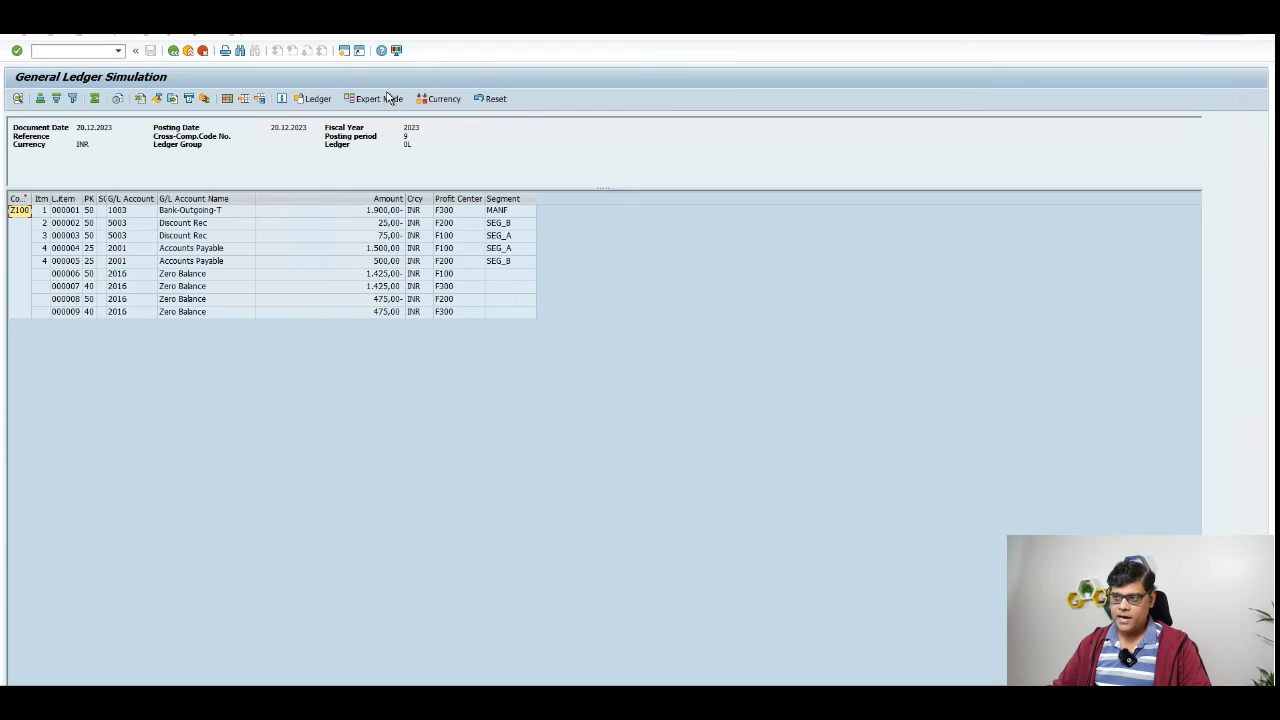 General Ledger Simulation
Ledger Expert Mode Currency Reset
Document Date 20.12.2023 Posting Date 20.12.2023 Fiscal Year 2023
Reference Cross-Comp.Code No. Posting period 9
Currency INR Ledger Group Ledger 0L
Co... Itm L.item PK SG G/L Account G/L Account Name Amount Crcy Profit Center Segment
Z100 1 000001 50 1003 Bank-Outgoing-T 1.900,00- INR F300 MANF
2 000002 50 5003 Discount Rec 25,00- INR F200 SEG_B
3 000003 50 5003 Discount Rec 75,00- INR F100 SEG_A
4 000004 25 2001 Accounts Payable 1.500,00 INR F100 SEG_A
4 000005 25 2001 Accounts Payable 500,00 INR F200 SEG_B
000006 50 2016 Zero Balance 1.425,00- INR F100
000007 40 2016 Zero Balance 1.425,00 INR F300
000008 50 2016 Zero Balance 475,00- INR F200
000009 40 2016 Zero Balance 475,00 INR F300